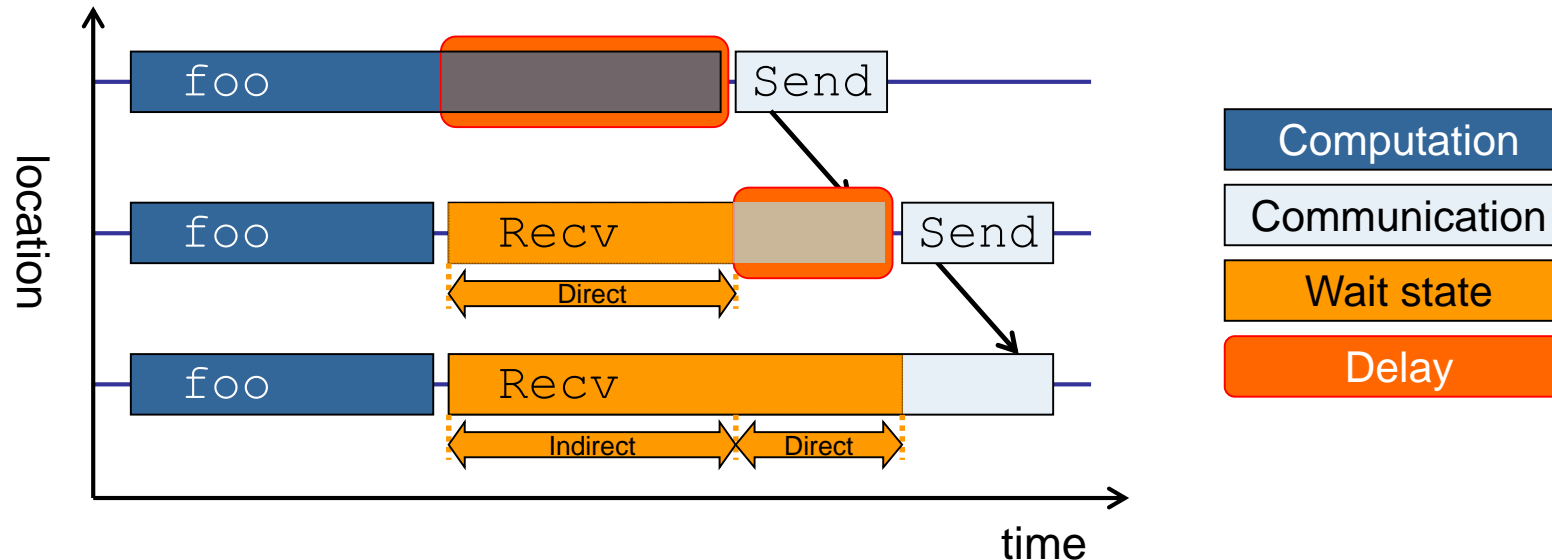 foo
Send
foo
Recv
Send
Direct
foo
Recv
Indirect
Direct
location
time
Computation
Communication
Wait state
Delay